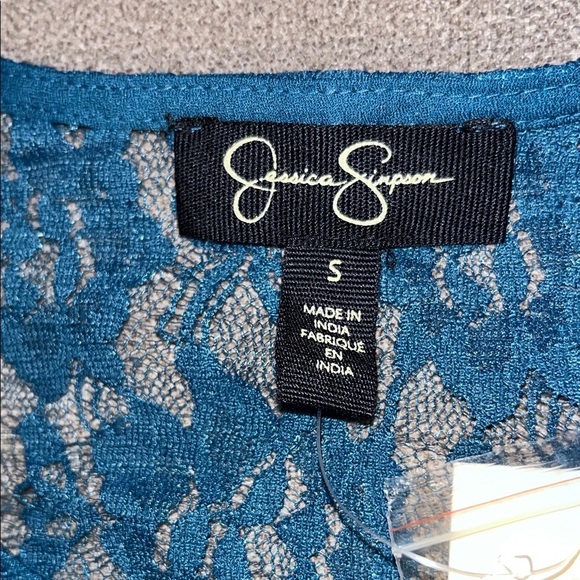 Jessica Simpson
S
MADE IN
INDIA
FABRIQUÉ
EN
INDIA